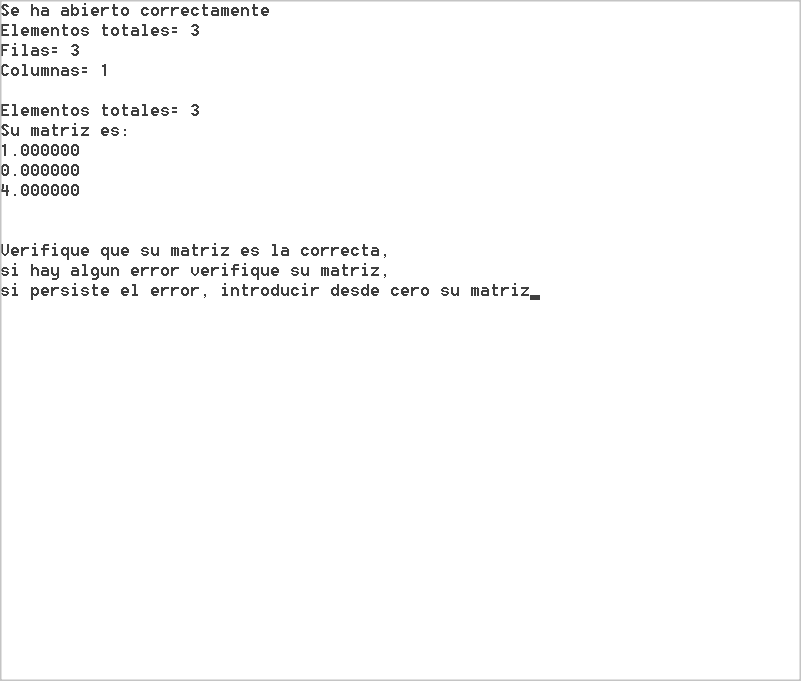 Se ha abierto correctamente
Elementos totales= 3
Filas= 3
Columnas= 1
Elementos totales= 3
Su matriz es:
1.000000
0.000000
4.000000
Verifique que su matriz es la correcta,
si hay algun error verifique su matriz,
si persiste el error, introducir desde cero su matriz